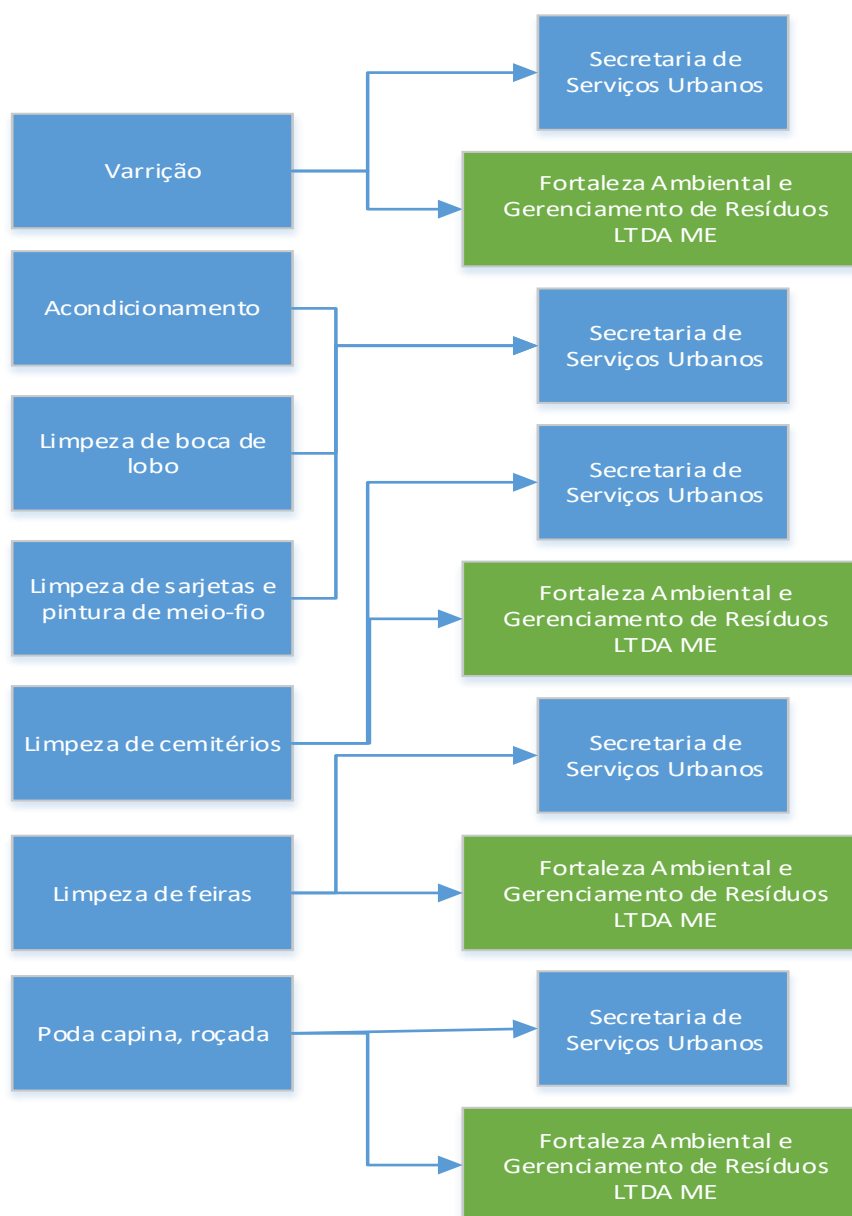 Secretaria de
Serviços Urbanos
Varrição
Fortaleza Ambiental e
Gerenciamento de Resíduos
LTDA ME
Acondicionamento
Secretaria de
Serviços Urbanos
Limpeza de boca de
lobo
Secretaria de
Serviços Urbanos
Limpeza de sarjetas e
pintura de meio-fio
Fortaleza Ambiental e
Gerenciamento de Resíduos
LTDA ME
Limpeza de cemitérios
Secretaria de
Serviços Urbanos
Limpeza de feiras
Fortaleza Ambiental e
Gerenciamento de Resíduos
LTDA ME
Poda capina, roçada
Secretaria de
Serviços Urbanos
Fortaleza Ambiental e
Gerenciamento de Resíduos
LTDA ME